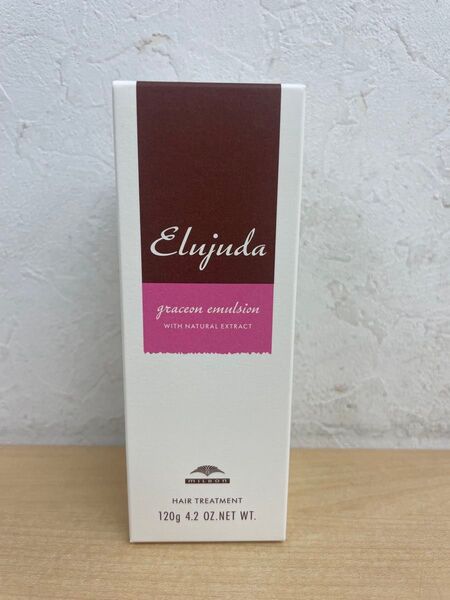 Elujuda
graceon emulsion
WITH NATURAL EXTRACT
MILBON
HAIR TREATMENT
120g 4.2 OZ.NET WT.